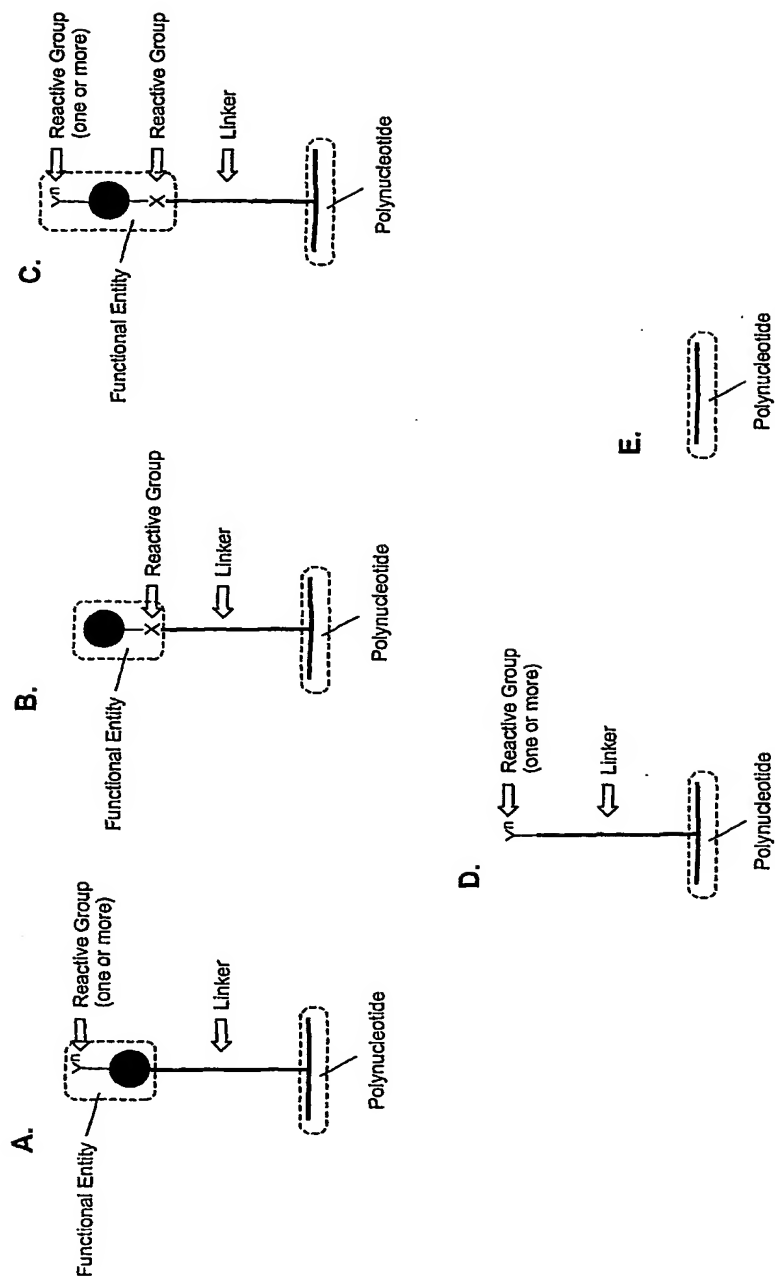 A.
Functional Entity
Yn
Reactive Group
(one or more)
Linker
Polynucleotide
B.
Functional Entity
X
Reactive Group
Linker
Polynucleotide
C.
Functional Entity
Yn
Reactive Group
(one or more)
X
Reactive Group
Linker
Polynucleotide
D.
Yn
Reactive Group
(one or more)
Linker
Polynucleotide
E.
Polynucleotide